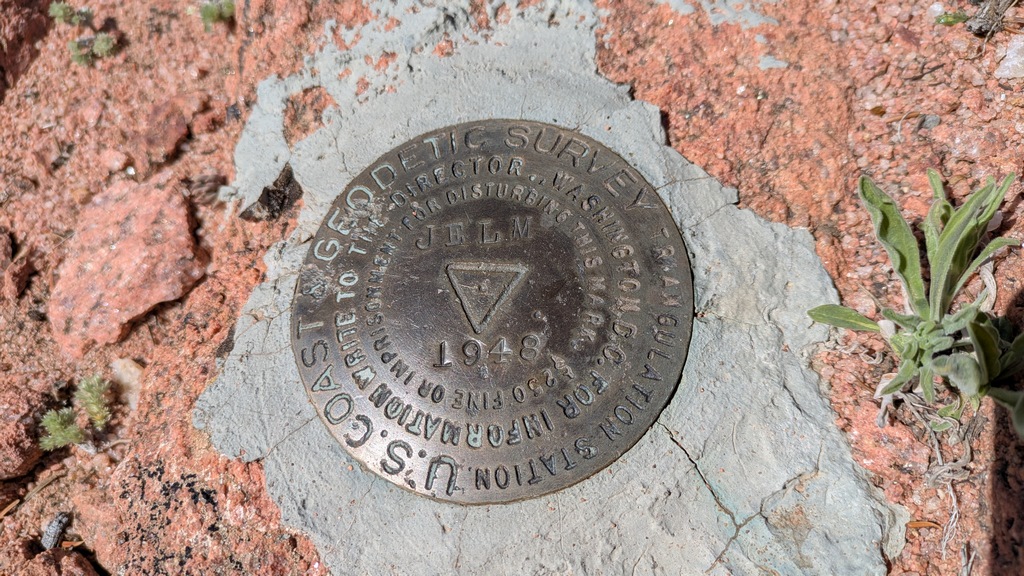 U.S. COAST & GEODETIC SURVEY
TRIANGULATION STATION
FOR INFORMATION WRITE TO THE DIRECTOR, WASHINGTON, D.C.
$250 FINE OR IMPRISONMENT FOR DISTURBING THIS MARK.
JELM
1948